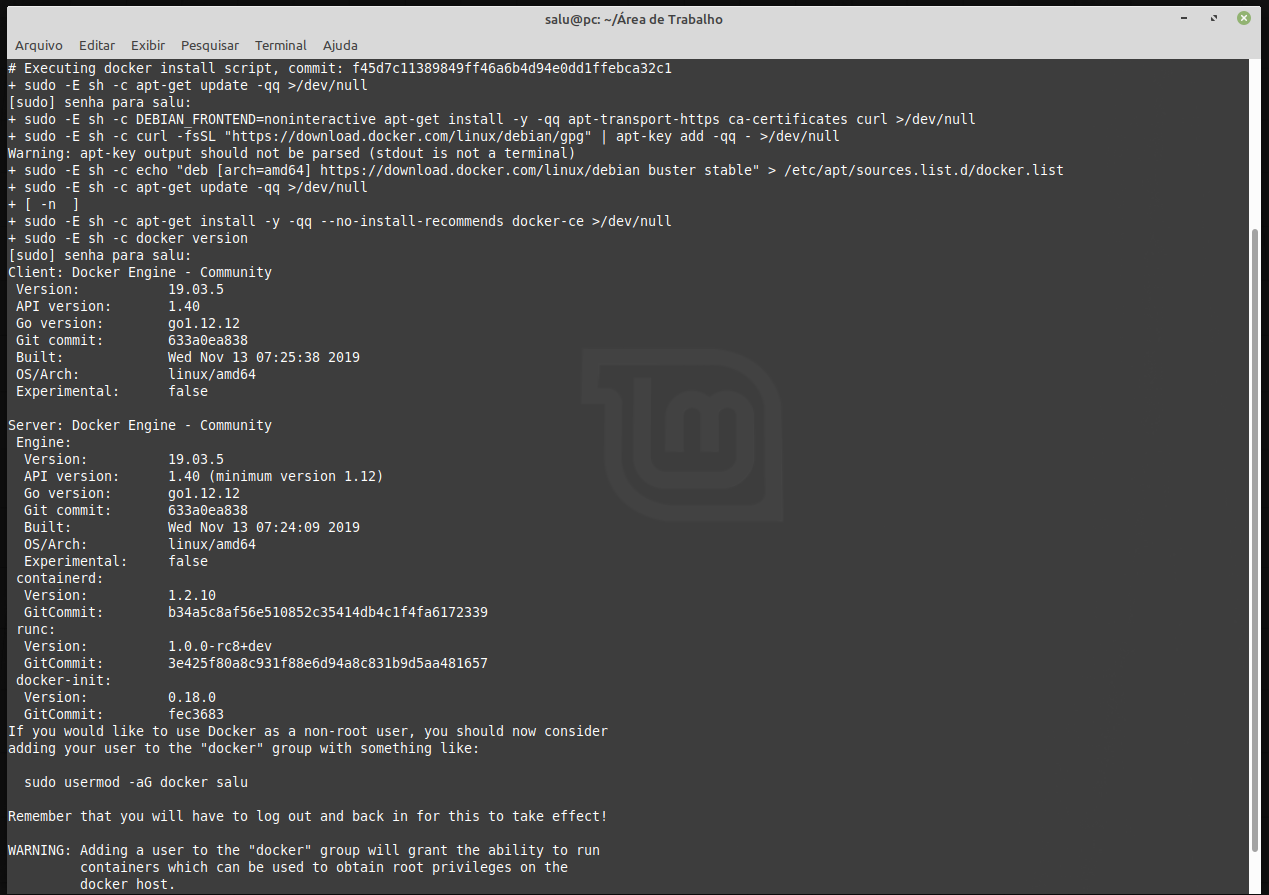 salu@pc: ~/Área de Trabalho
Arquivo Editar Exibir Pesquisar Terminal Ajuda
# Executing docker install script, commit: f45d7c11389849ff46a6b4d94e0dd1ffebca32c1
+ sudo -E sh -c apt-get update -qq >/dev/null
[sudo] senha para salu:
+ sudo -E sh -c DEBIAN_FRONTEND=noninteractive apt-get install -y -qq apt-transport-https ca-certificates curl >/dev/null
+ sudo -E sh -c curl -fsSL "https://download.docker.com/linux/debian/gpg" | apt-key add -qq - >/dev/null
Warning: apt-key output should not be parsed (stdout is not a terminal)
+ sudo -E sh -c echo "deb [arch=amd64] https://download.docker.com/linux/debian buster stable" > /etc/apt/sources.list.d/docker.list
+ sudo -E sh -c apt-get update -qq >/dev/null
+ [ -n  ]
+ sudo -E sh -c apt-get install -y -qq --no-install-recommends docker-ce >/dev/null
+ sudo -E sh -c docker version
[sudo] senha para salu:
Client: Docker Engine - Community
 Version:           19.03.5
 API version:       1.40
 Go version:        go1.12.12
 Git commit:        633a0ea838
 Built:             Wed Nov 13 07:25:38 2019
 OS/Arch:           linux/amd64
 Experimental:      false

Server: Docker Engine - Community
 Engine:
  Version:          19.03.5
  API version:      1.40 (minimum version 1.12)
  Go version:       go1.12.12
  Git commit:       633a0ea838
  Built:            Wed Nov 13 07:24:09 2019
  OS/Arch:          linux/amd64
  Experimental:     false
 containerd:
  Version:          1.2.10
  GitCommit:        b34a5c8af56e510852c35414db4c1f4fa6172339
 runc:
  Version:          1.0.0-rc8+dev
  GitCommit:        3e425f80a8c931f88e6d94a8c831b9d5aa481657
 docker-init:
  Version:          0.18.0
  GitCommit:        fec3683
If you would like to use Docker as a non-root user, you should now consider
adding your user to the "docker" group with something like:

  sudo usermod -aG docker salu

Remember that you will have to log out and back in for this to take effect!

WARNING: Adding a user to the "docker" group will grant the ability to run
         containers which can be used to obtain root privileges on the
         docker host.